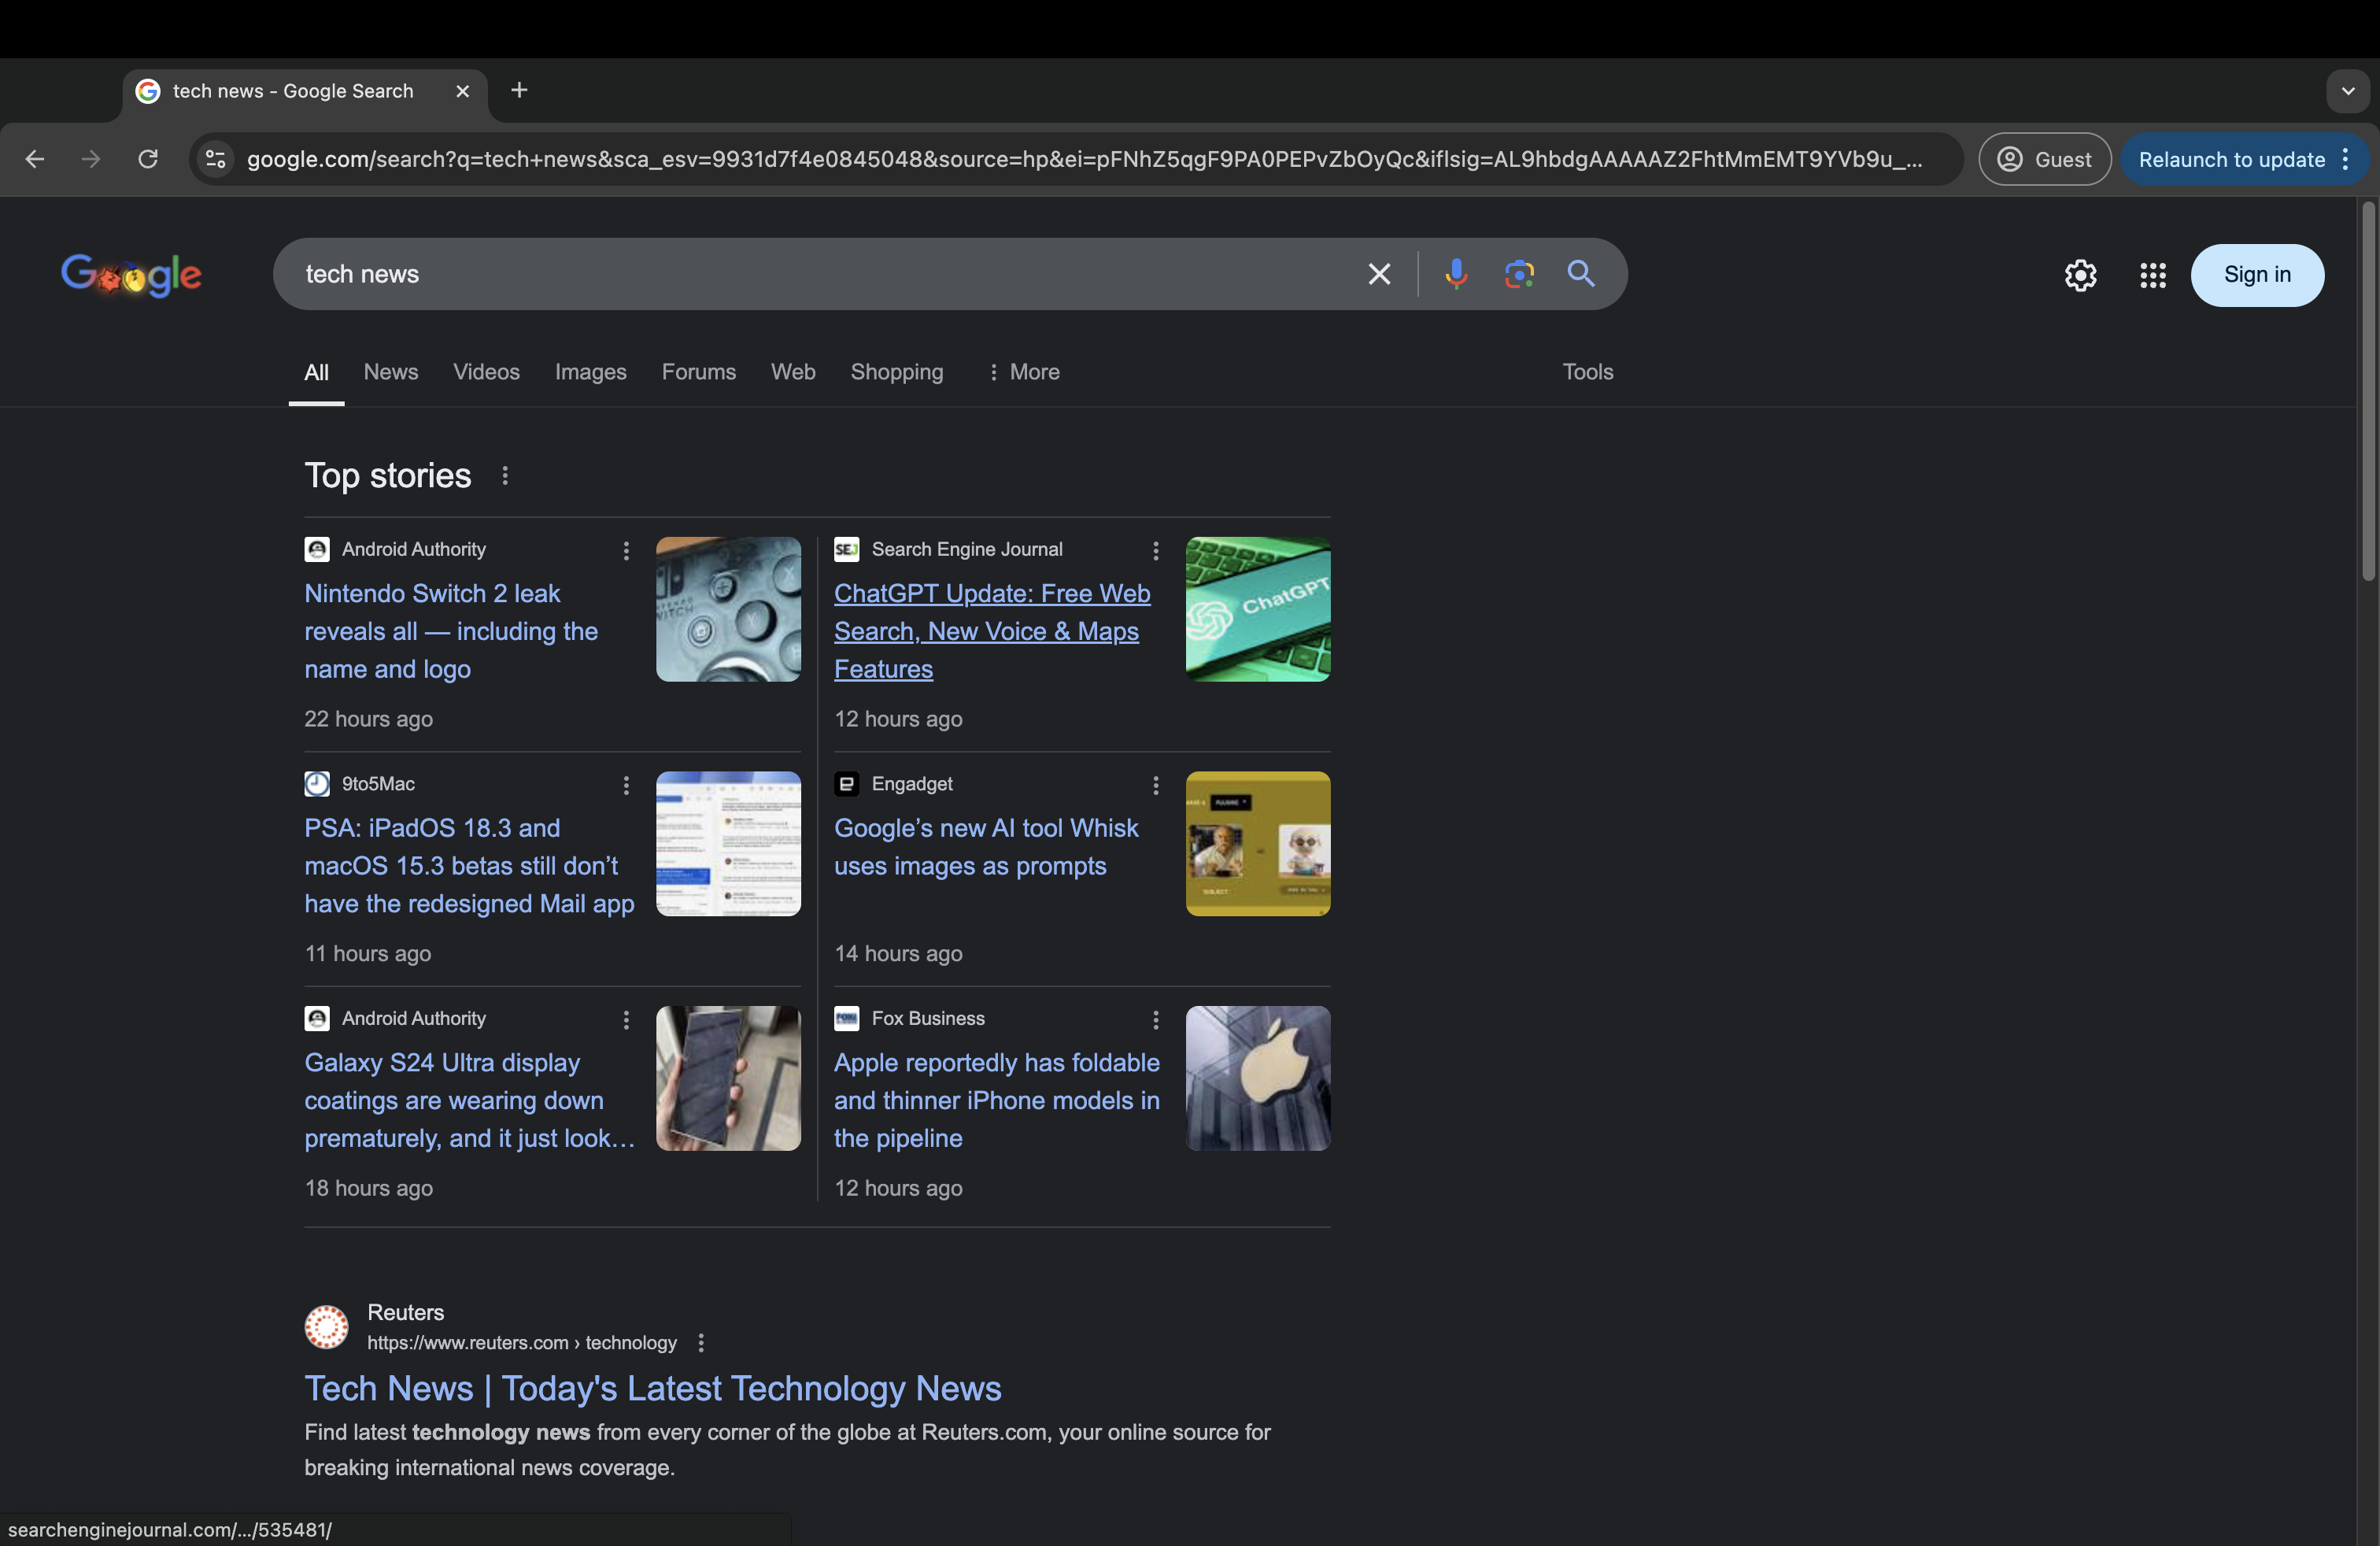 tech news - Google Search
google.com/search?q=tech+news&sca_esv=9931d7f4e0845048&source=hp&ei=pFNhZ5qgF9PA0PEPvZbOyQc&iflsig=AL9hbdgAAAAAZ2FhtMmEMT9YVb9u_...
Guest
Relaunch to update
Google
tech news
Sign in
All
News
Videos
Images
Forums
Web
Shopping
More
Tools
Top stories
Android Authority
Nintendo Switch 2 leak
reveals all — including the
name and logo
22 hours ago
SEJ
Search Engine Journal
ChatGPT Update: Free Web
Search, New Voice & Maps
Features
12 hours ago
ChatGPT
9to5Mac
PSA: iPadOS 18.3 and
macOS 15.3 betas still don’t
have the redesigned Mail app
11 hours ago
Engadget
Google’s new AI tool Whisk
uses images as prompts
14 hours ago
Android Authority
Galaxy S24 Ultra display
coatings are wearing down
prematurely, and it just look...
18 hours ago
Fox Business
Apple reportedly has foldable
and thinner iPhone models in
the pipeline
12 hours ago
Reuters
https://www.reuters.com › technology
Tech News | Today's Latest Technology News
Find latest technology news from every corner of the globe at Reuters.com, your online source for
breaking international news coverage.
searchenginejournal.com/.../535481/